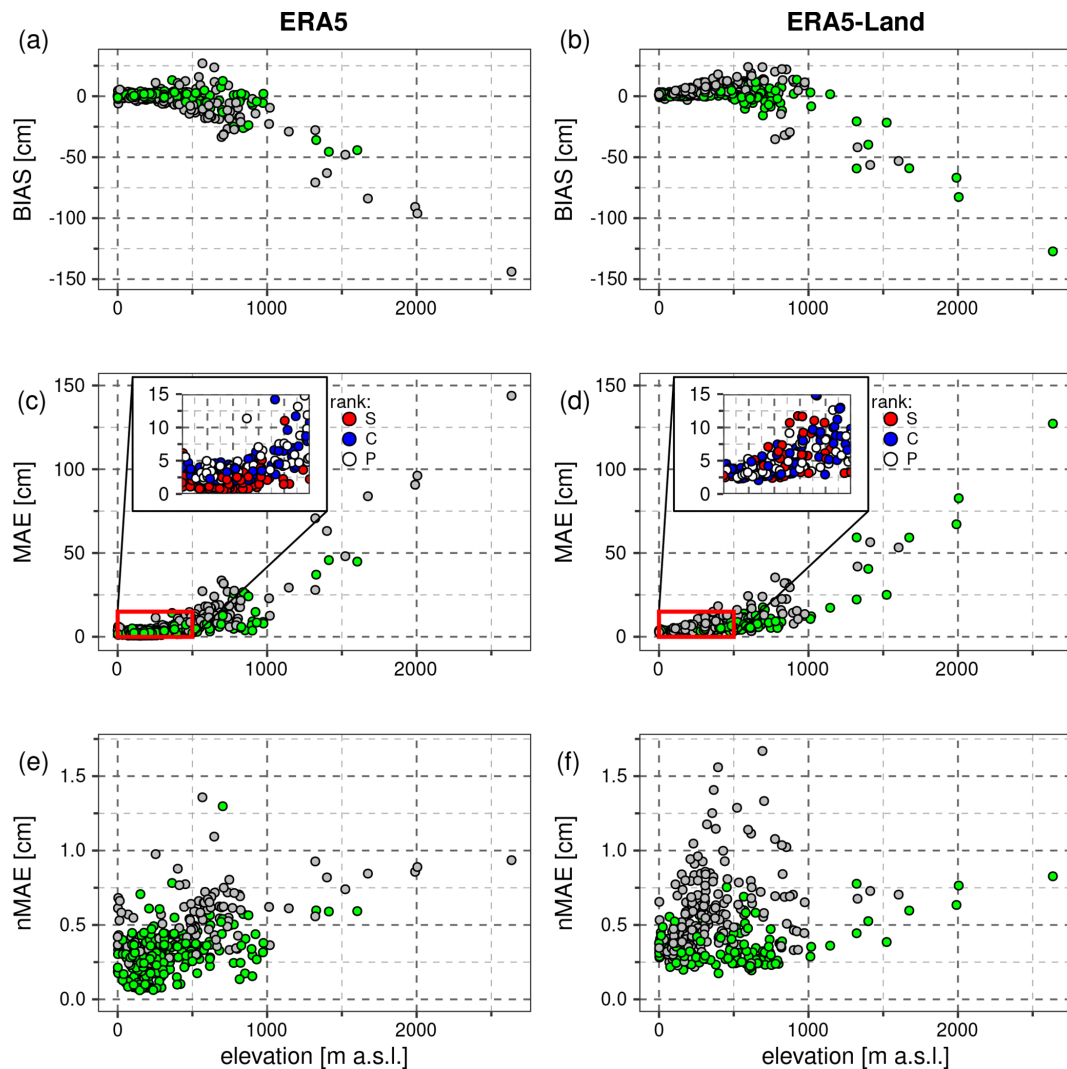 ERA5
ERA5-Land
(a)
BIAS [cm]
0
-50
-100
-150
0
1000
2000
(b)
BIAS [cm]
0
-50
-100
-150
0
1000
2000
(c)
MAE [cm]
150
100
50
0
15
10
5
0
rank:
S
C
P
0
1000
2000
(d)
MAE [cm]
150
100
50
0
15
10
5
0
rank:
S
C
P
0
1000
2000
(e)
nMAE [cm]
1.5
1.0
0.5
0.0
0
1000
2000
elevation [m a.s.l.]
(f)
nMAE [cm]
1.5
1.0
0.5
0.0
0
1000
2000
elevation [m a.s.l.]